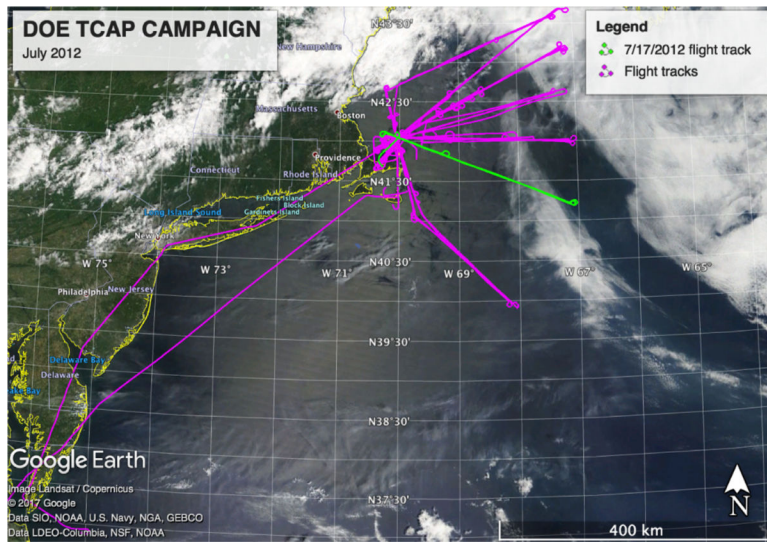 DOE TCAP CAMPAIGN
July 2012
Legend
7/17/2012 flight track
Flight tracks
N43°30'
New Hampshire
N42°30'
Massachusetts
Boston
Providence
Connecticut
Rhode Island
N41°30'
Fishers Island
Block Island
Long Island Sound
Gardiners Island
New York
W 75°
W 73°
W 71°
N40°30'
W 69°
W 67°
W 65°
Philadelphia
New Jersey
N39°30'
Delaware Bay
Delaware
N38°30'
Google Earth
Image Landsat / Copernicus
© 2017 Google
Data SIO, NOAA, U.S. Navy, NGA, GEBCO
Data LDEO-Columbia, NSF, NOAA
N37°30'
400 km
N